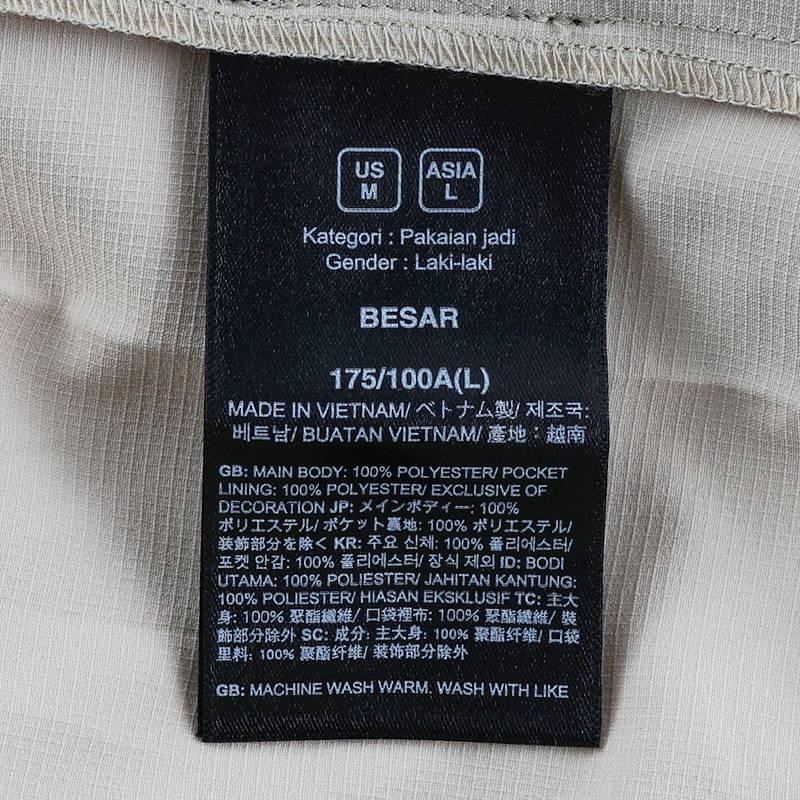 US
M
ASIA
L
Kategori : Pakaian jadi
Gender : Laki-laki
BESAR
175/100A(L)
MADE IN VIETNAM/ ベトナム製/ 제조국:
베트남/ BUATAN VIETNAM/ 產地：越南
GB: MAIN BODY: 100% POLYESTER/ POCKET
LINING: 100% POLYESTER/ EXCLUSIVE OF
DECORATION JP: メインボディー: 100%
ポリエステル/ ポケット裏地: 100% ポリエステル/
装飾部分を除く KR: 주요 신체: 100% 폴리에스터/
포켓 안감: 100% 폴리에스터/ 장식 제외 ID: BODI
UTAMA: 100% POLIESTER/ JAHITAN KANTUNG:
100% POLIESTER/ HIASAN EKSKLUSIF TC: 主大
身: 100% 聚酯纖維/ 口袋裡布: 100% 聚酯纖維/ 裝
飾部分除外 SC: 成分: 主大身: 100% 聚酯纤维/ 口袋
里料: 100% 聚酯纤维/ 装饰部分除外
GB: MACHINE WASH WARM. WASH WITH LIKE